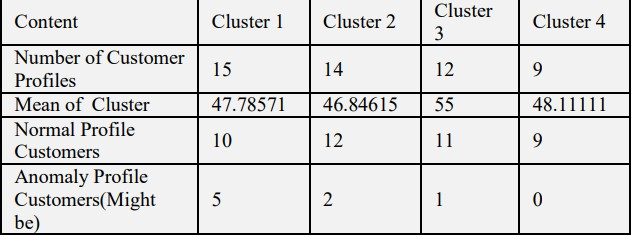 Content Cluster 1 Cluster 2 Cluster 3 Cluster 4
Number of Customer Profiles 15 14 12 9
Mean of Cluster 47.78571 46.84615 55 48.11111
Normal Profile Customers 10 12 11 9
Anomaly Profile Customers(Might be) 5 2 1 0